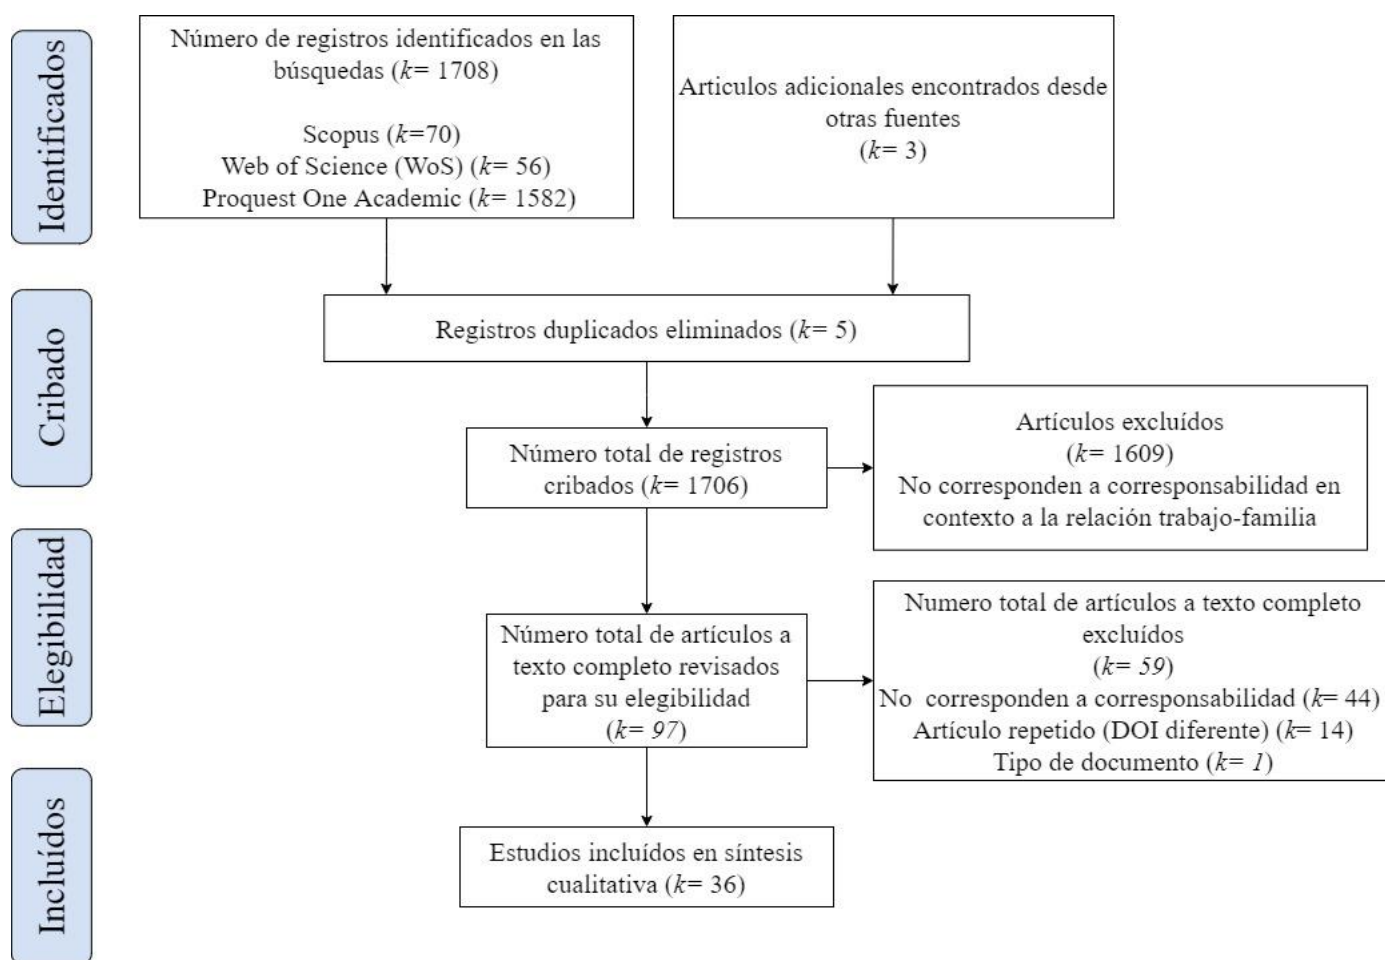 Identificados
Número de registros identificados en las
búsquedas (k= 1708)
Scopus (k=70)
Web of Science (WoS) (k= 56)
Proquest One Academic (k= 1582)
Articulos adicionales encontrados desde
otras fuentes
(k= 3)
Cribado
Registros duplicados eliminados (k= 5)
Número total de registros
cribados (k= 1706)
Artículos excluídos
(k= 1609)
No corresponden a corresponsabilidad en
contexto a la relación trabajo-familia
Elegibilidad
Número total de artículos a
texto completo revisados
para su elegibilidad
(k= 97)
Numero total de artículos a texto completo
excluídos
(k= 59)
No corresponden a corresponsabilidad (k= 44)
Artículo repetido (DOI diferente) (k= 14)
Tipo de documento (k= 1)
Incluídos
Estudios incluídos en síntesis
cualitativa (k= 36)